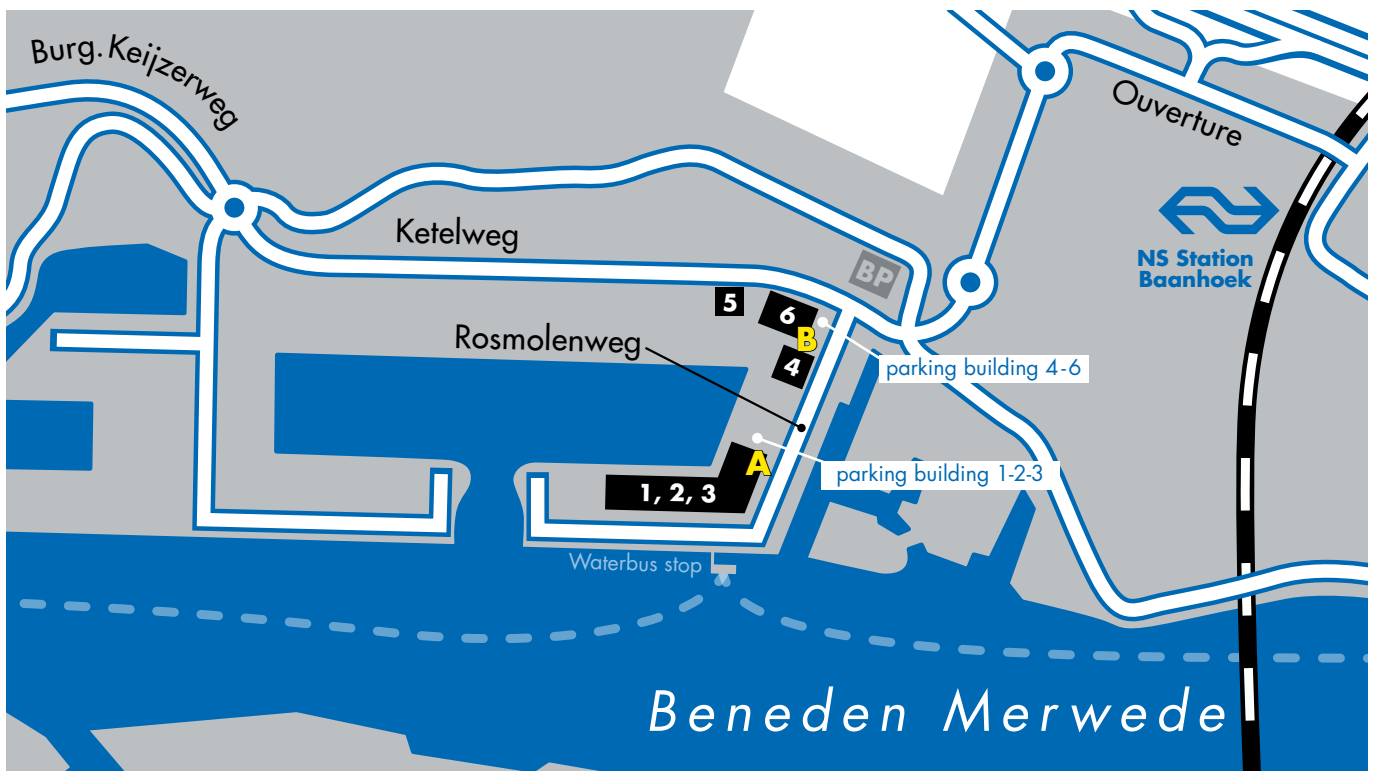 Burg. Keijzerweg
Ouverture
Ketelweg
BP
NS Station
Baanhoek
5
6
B
Rosmolenweg
4
parking building 4-6
A
parking building 1-2-3
1, 2, 3
Waterbus stop
Beneden Merwede